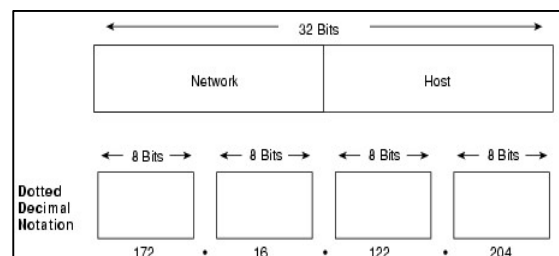 32 Bits
Network Host
8 Bits 8 Bits 8 Bits 8 Bits
Dotted
Decimal
Notation
172 . 16 . 122 . 204